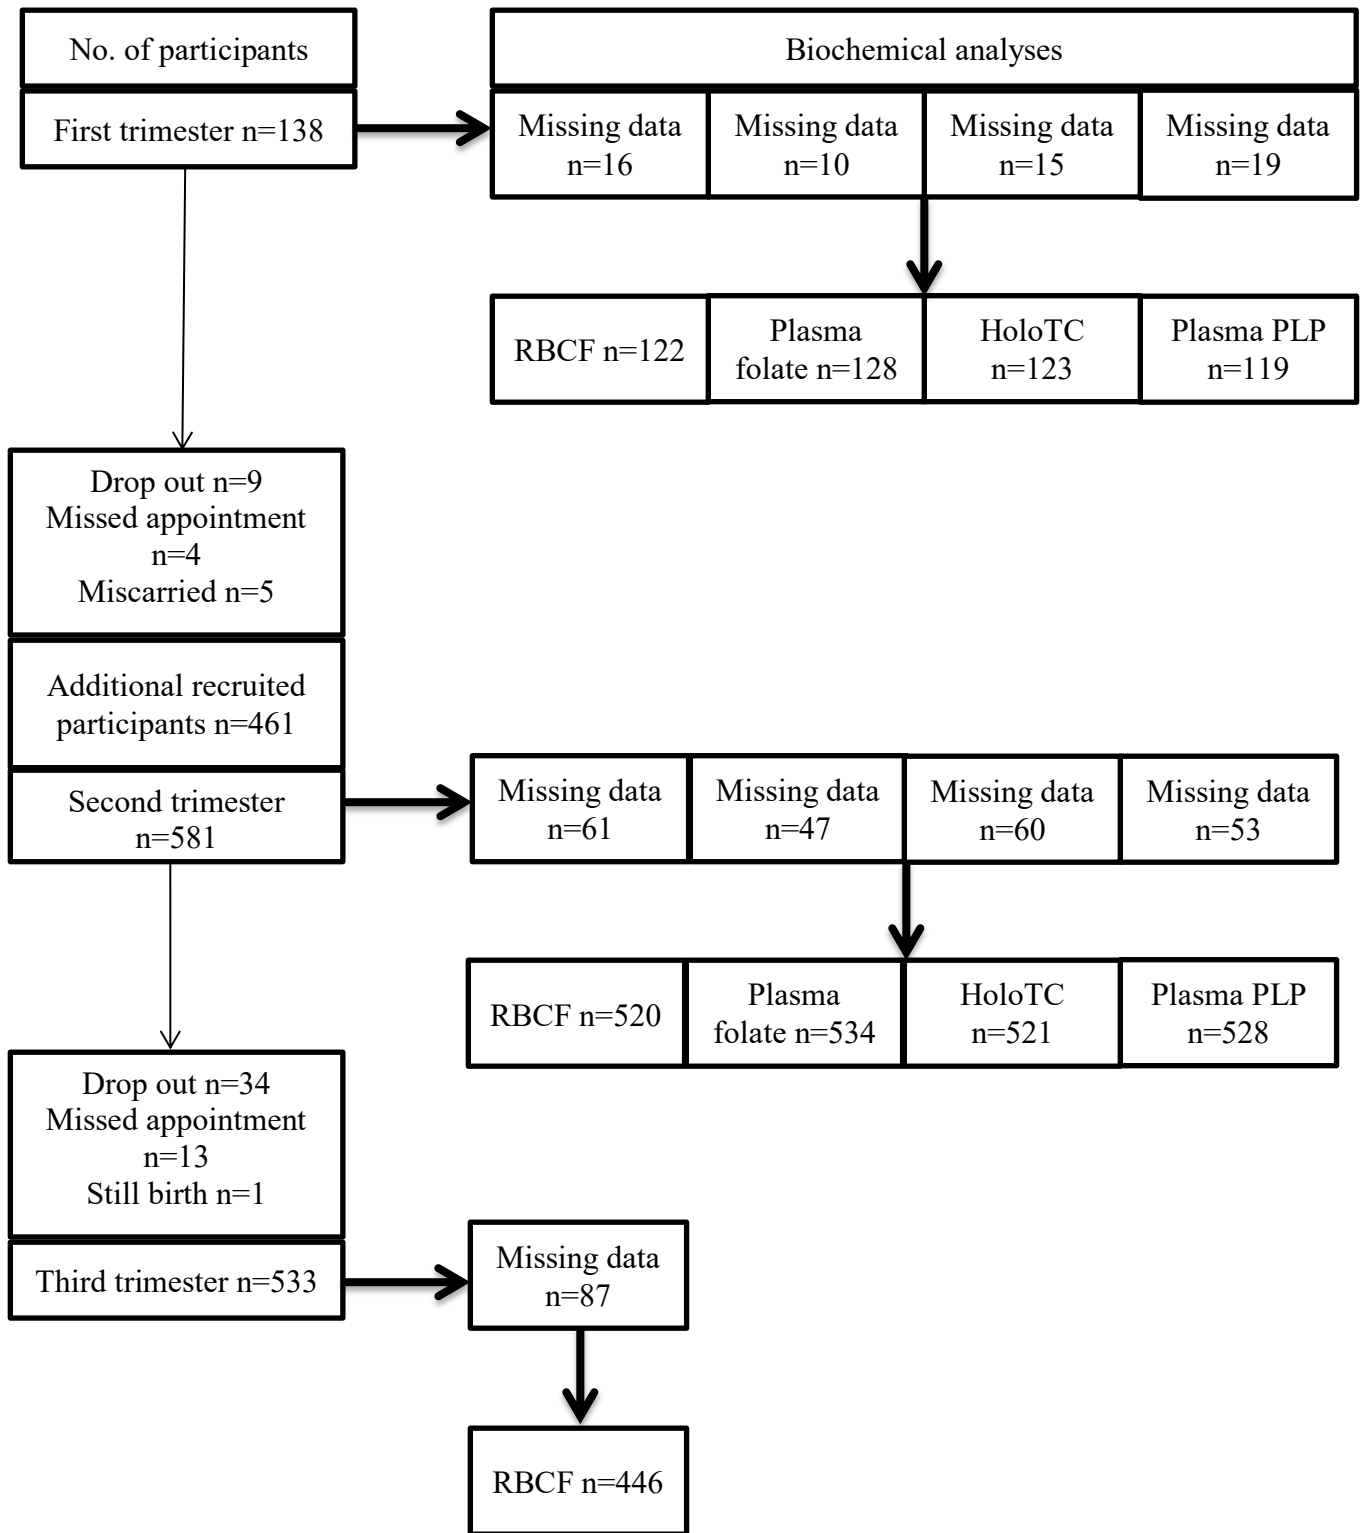 No. of participants
Biochemical analyses
First trimester n=138
Missing data
n=16
Missing data
n=10
Missing data
n=15
Missing data
n=19
RBCF n=122
Plasma
folate n=128
HoloTC
n=123
Plasma PLP
n=119
Drop out n=9
Missed appointment
n=4
Miscarried n=5
Additional recruited
participants n=461
Second trimester
n=581
Missing data
n=61
Missing data
n=47
Missing data
n=60
Missing data
n=53
RBCF n=520
Plasma
folate n=534
HoloTC
n=521
Plasma PLP
n=528
Drop out n=34
Missed appointment
n=13
Still birth n=1
Third trimester n=533
Missing data
n=87
RBCF n=446